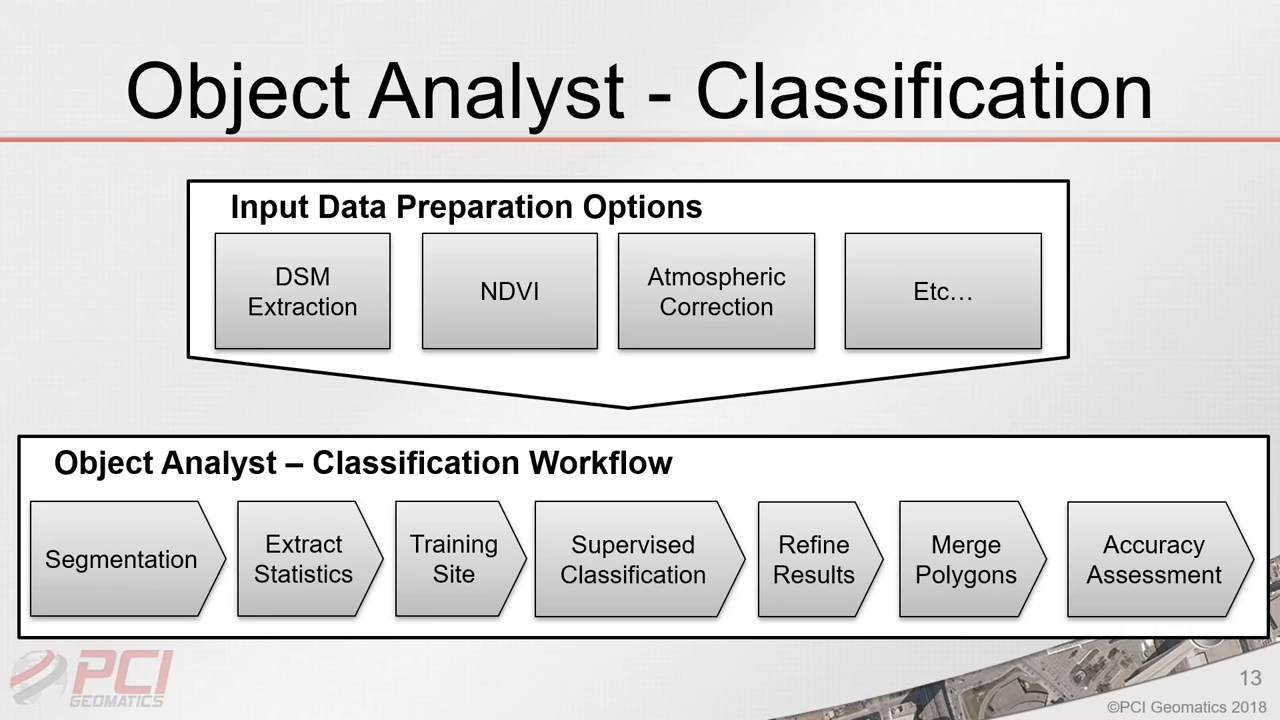 Object Analyst - Classification
Input Data Preparation Options
DSM
Extraction
NDVI
Atmospheric
Correction
Etc…
Object Analyst – Classification Workflow
Segmentation
Extract
Statistics
Training
Site
Supervised
Classification
Refine
Results
Merge
Polygons
Accuracy
Assessment
PCI
GEOMATICS
13
©PCI Geomatics 2018